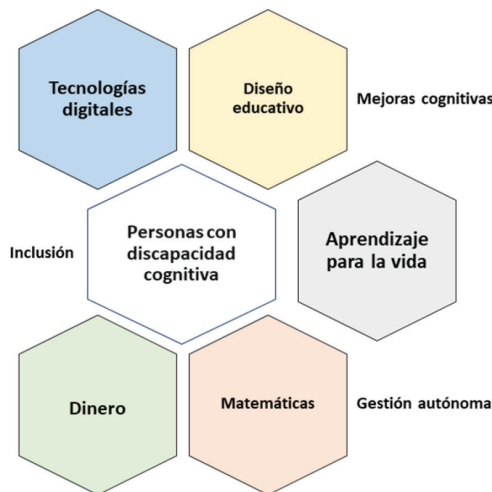 Tecnologías
digitales
Diseño
educativo
Mejoras cognitivas
Inclusión
Personas con
discapacidad
cognitiva
Aprendizaje
para la vida
Dinero
Matemáticas
Gestión autónoma